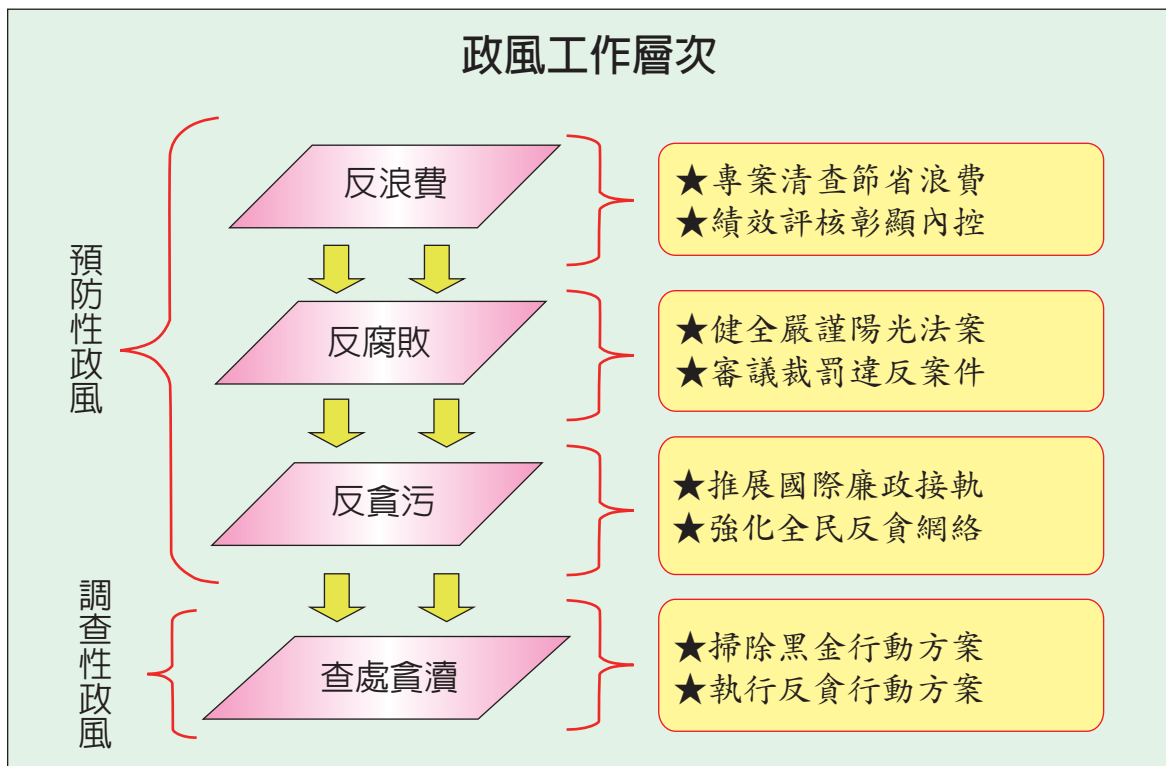 政風工作層次
預防性政風
反浪費
★專案清查節省浪費
★績效評核彰顯內控
反腐敗
★健全嚴謹陽光法案
★審議裁罰違反案件
反貪污
★推展國際廉政接軌
★強化全民反貪網絡
調查性政風
查處貪瀆
★掃除黑金行動方案
★執行反貪行動方案